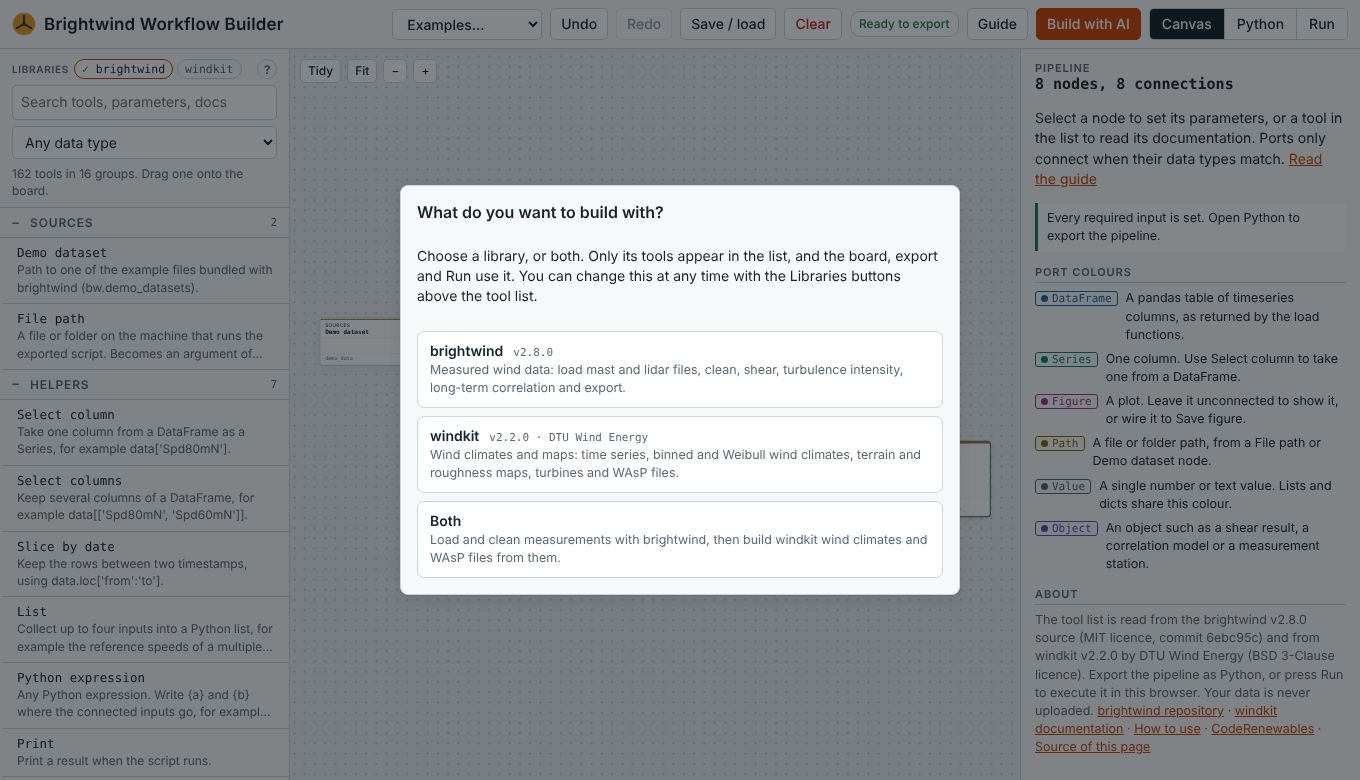 Brightwind Workflow Builder
Examples...
Undo
Redo
Save / load
Clear
Ready to export
Guide
Build with AI
Canvas
Python
Run
LIBRARIES
✓ brightwind
windkit
?
Search tools, parameters, docs
Any data type
162 tools in 16 groups. Drag one onto the
board.
− SOURCES 2
Demo dataset
Path to one of the example files bundled with
brightwind (bw.demo_datasets).
File path
A file or folder on the machine that runs the
exported script. Becomes an argument of…
− HELPERS 7
Select column
Take one column from a DataFrame as a
Series, for example data['Spd80mN'].
Select columns
Keep several columns of a DataFrame, for
example data[['Spd80mN', 'Spd60mN']].
Slice by date
Keep the rows between two timestamps,
using data.loc['from':'to'].
List
Collect up to four inputs into a Python list, for
example the reference speeds of a multiple…
Python expression
Any Python expression. Write {a} and {b}
where the connected inputs go, for exampl…
Print
Print a result when the script runs.
Tidy
Fit
−
+
SOURCES
Demo dataset
demo_data
What do you want to build with?
Choose a library, or both. Only its tools appear in the list, and the board, export
and Run use it. You can change this at any time with the Libraries buttons
above the tool list.
brightwind v2.8.0
Measured wind data: load mast and lidar files, clean, shear, turbulence intensity,
long-term correlation and export.
windkit v2.2.0 · DTU Wind Energy
Wind climates and maps: time series, binned and Weibull wind climates, terrain and
roughness maps, turbines and WAsP files.
Both
Load and clean measurements with brightwind, then build windkit wind climates and
WAsP files from them.
PIPELINE
8 nodes, 8 connections
Select a node to set its parameters, or a tool in
the list to read its documentation. Ports only
connect when their data types match. Read
the guide
Every required input is set. Open Python to
export the pipeline.
PORT COLOURS
DataFrame A pandas table of timeseries
columns, as returned by the load
functions.
Series One column. Use Select column to take
one from a DataFrame.
Figure A plot. Leave it unconnected to show it,
or wire it to Save figure.
Path A file or folder path, from a File path or
Demo dataset node.
Value A single number or text value. Lists and
dicts share this colour.
Object An object such as a shear result, a
correlation model or a measurement
station.
ABOUT
The tool list is read from the brightwind v2.8.0
source (MIT licence, commit 6ebc95c) and from
windkit v2.2.0 by DTU Wind Energy (BSD 3-Clause
licence). Export the pipeline as Python, or press Run
to execute it in this browser. Your data is never
uploaded. brightwind repository · windkit
documentation · How to use · CodeRenewables ·
Source of this page